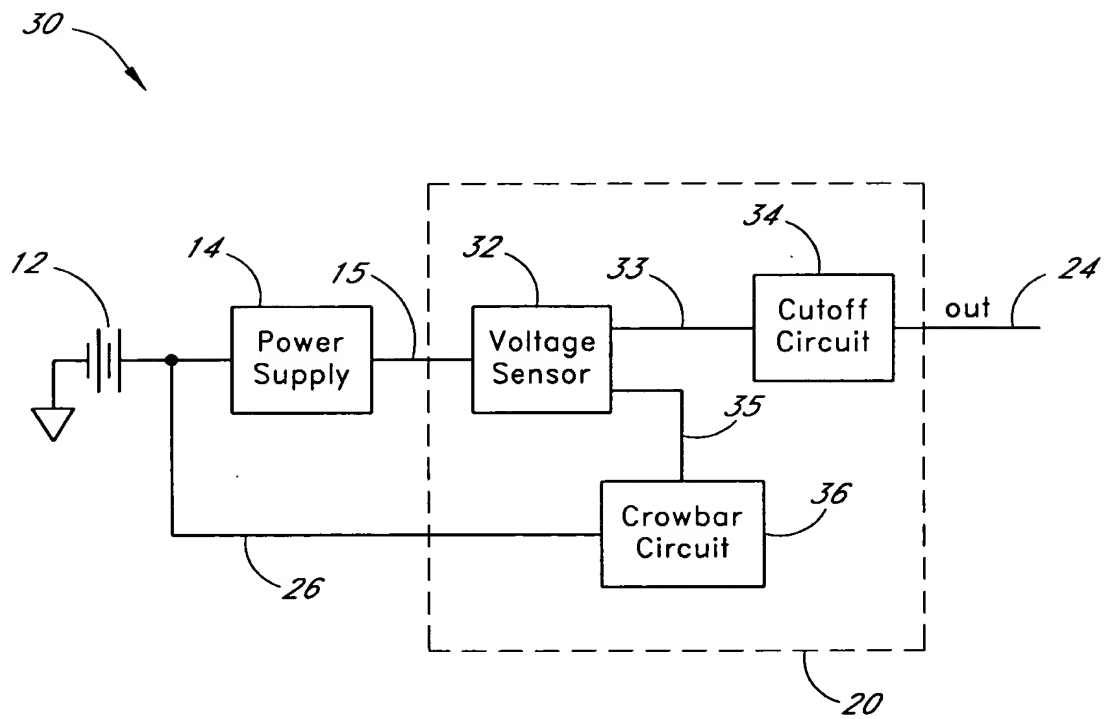 30
12
14
15
32
33
34
24
Power
Supply
Voltage
Sensor
Cutoff
Circuit
out
35
Crowbar
Circuit
36
26
20